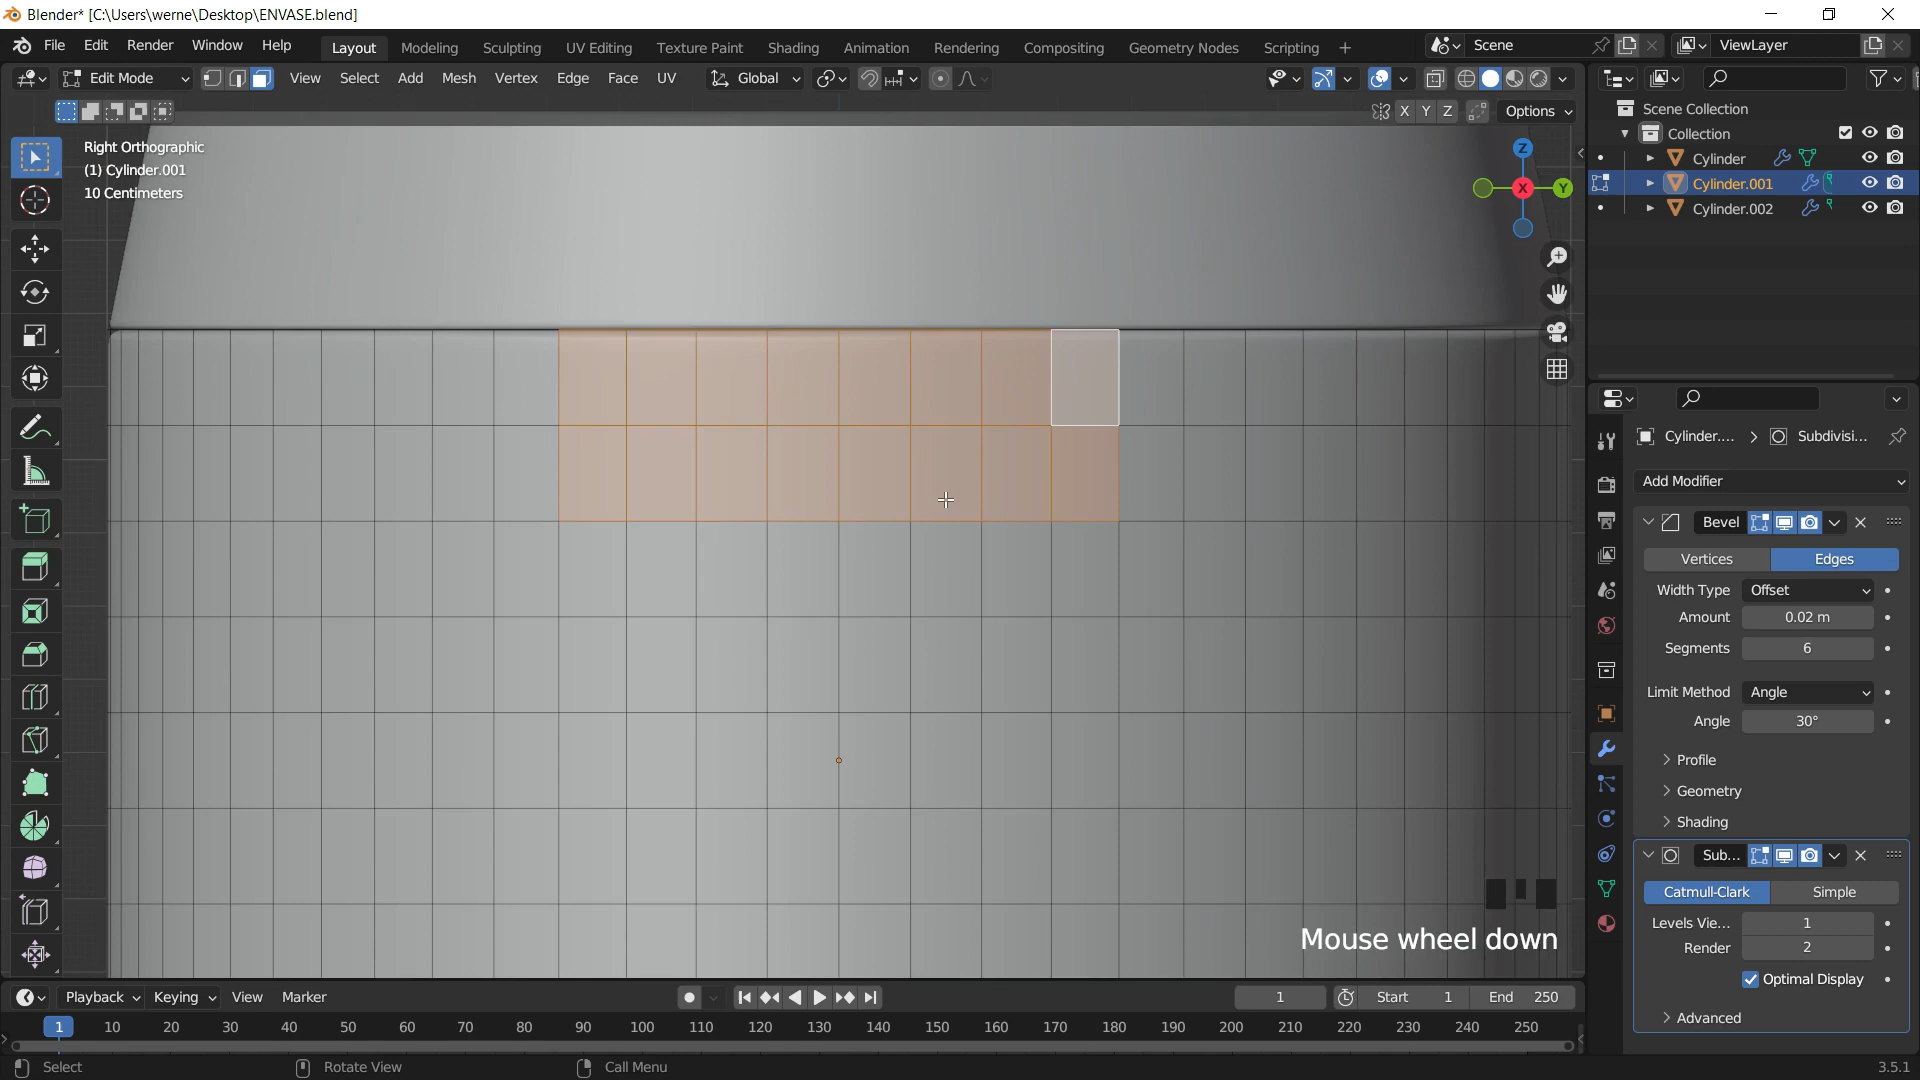 Blender* [C:\Users\werne\Desktop\ENVASE.blend]
File Edit Render Window Help Layout Modeling Sculpting UV Editing Texture Paint Shading Animation Rendering Compositing Geometry Nodes Scripting + Scene ViewLayer
Edit Mode View Select Add Mesh Vertex Edge Face UV Global
X Y Z Options
Right Orthographic
(1) Cylinder.001
10 Centimeters
Z
X
Y
Scene Collection
Collection
Cylinder
Cylinder.001
Cylinder.002
Cylinder.... > Subdivisi...
Add Modifier
Bevel
Vertices Edges
Width Type Offset
Amount 0.02 m
Segments 6
Limit Method Angle
Angle 30°
Profile
Geometry
Shading
Sub...
Catmull-Clark Simple
Levels Vie... 1
Render 2
Optimal Display
Advanced
Mouse wheel down
Playback Keying View Marker 1 Start 1 End 250
1 10 20 30 40 50 60 70 80 90 100 110 120 130 140 150 160 170 180 190 200 210 220 230 240 250
Select Rotate View Call Menu 3.5.1